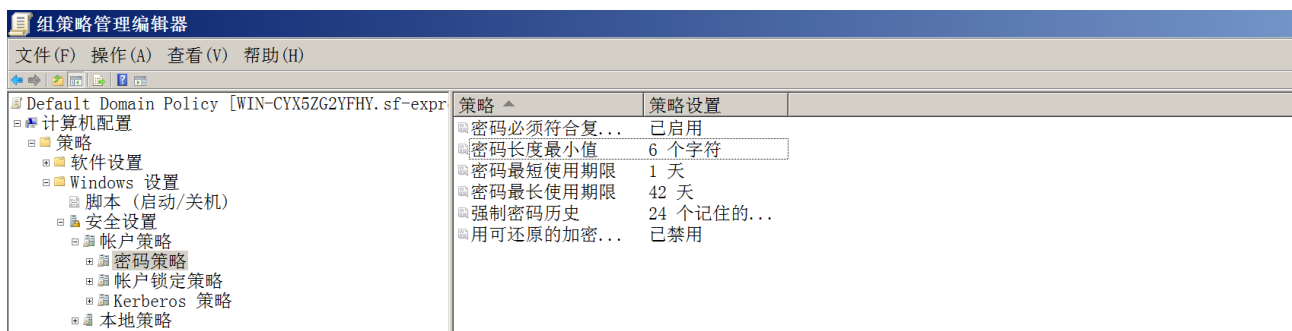 组策略管理编辑器
文件(F) 操作(A) 查看(V) 帮助(H)
Default Domain Policy [WIN-CYX5ZG2YFHY.sf-expr
计算机配置
策略
软件设置
Windows 设置
脚本 (启动/关机)
安全设置
帐户策略
密码策略
帐户锁定策略
Kerberos 策略
本地策略
策略 策略设置
密码必须符合复... 已启用
密码长度最小值 6 个字符
密码最短使用期限 1 天
密码最长使用期限 42 天
强制密码历史 24 个记住的...
用可还原的加密... 已禁用